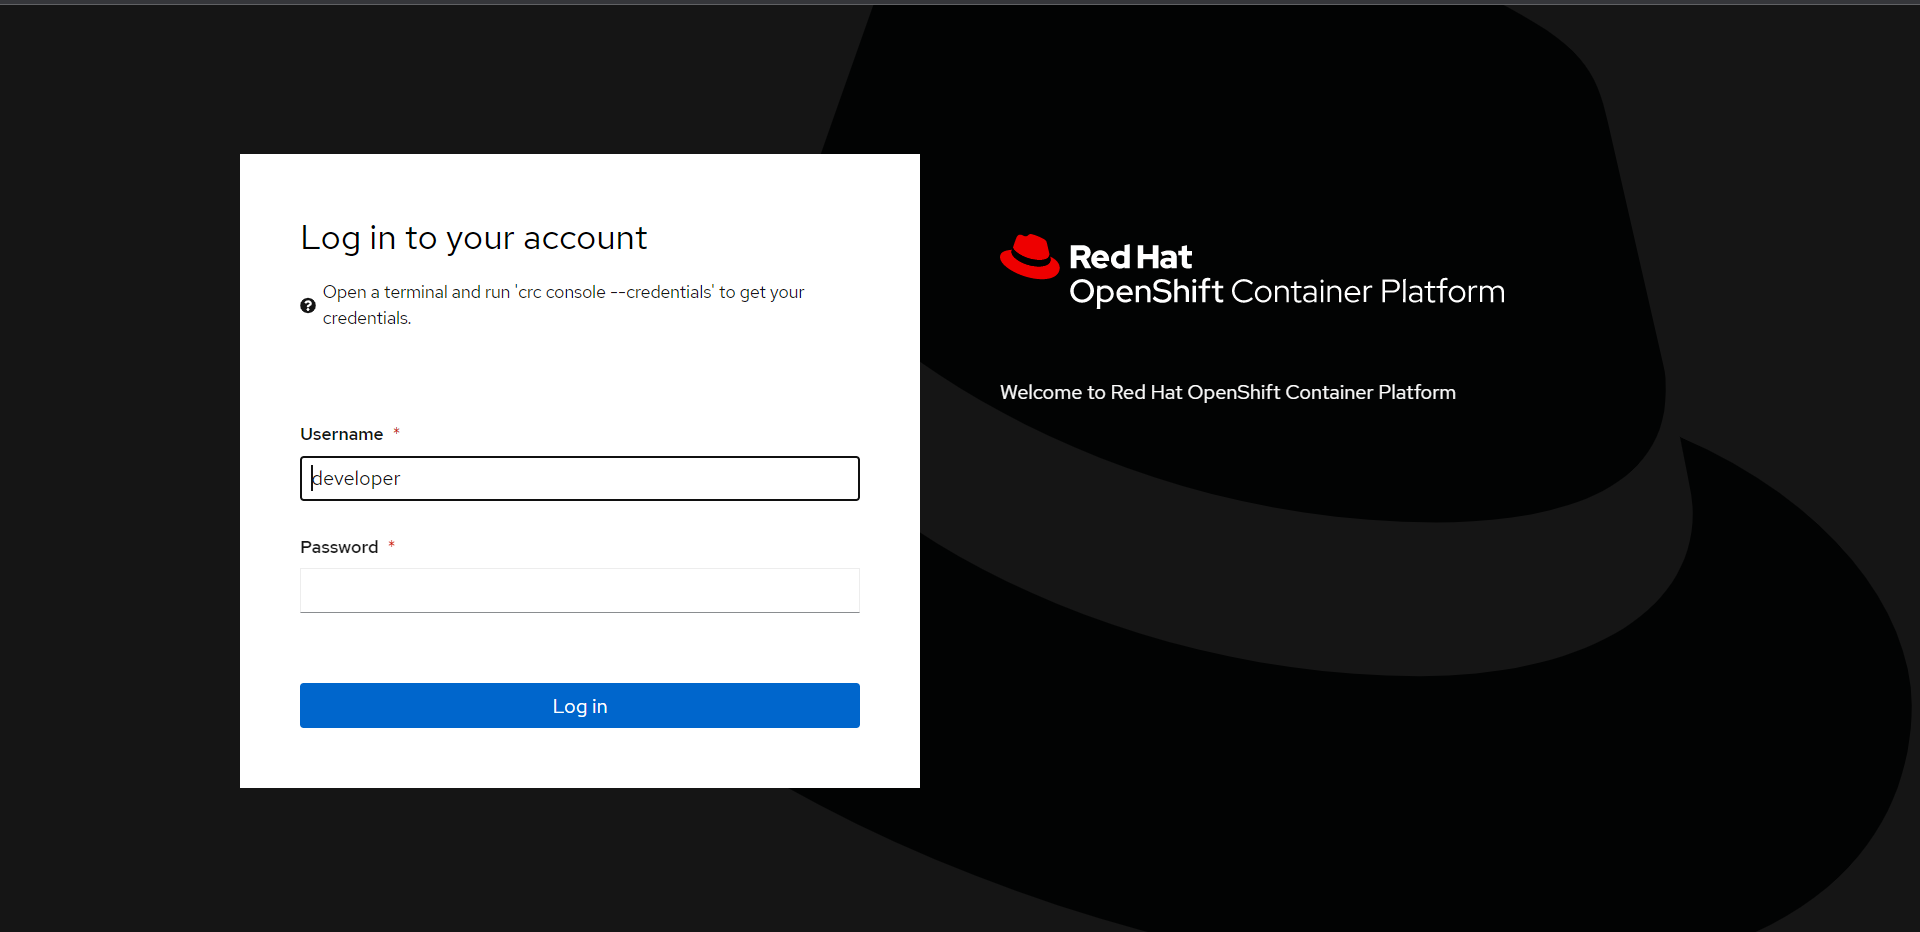 Log in to your account
Open a terminal and run 'crc console --credentials' to get your
credentials.
Username *
developer
Password *
Log in
Red Hat
OpenShift Container Platform
Welcome to Red Hat OpenShift Container Platform